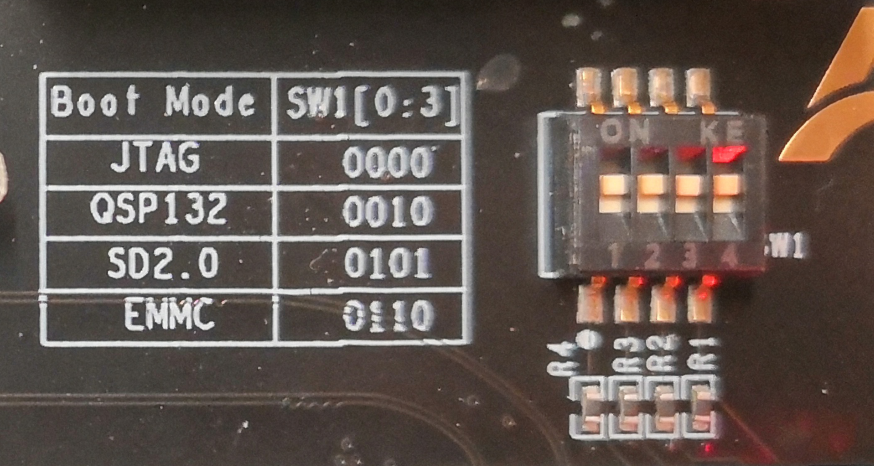 Boot Mode SW1[0:3]
JTAG 0000
QSP132 0010
SD2.0 0101
EMMC 0110
ON KE
1 2 3 4
SW1
R4 R3 R2 R1